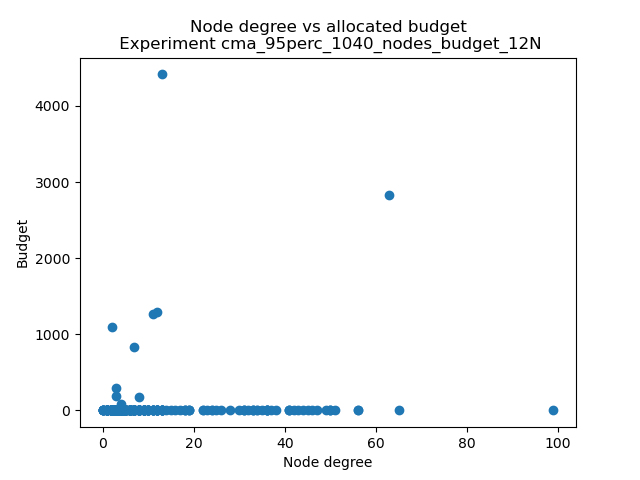 Node degree vs allocated budget
Experiment cma_95perc_1040_nodes_budget_12N
4000
3000
2000
1000
0
Budget
0 20 40 60 80 100
Node degree